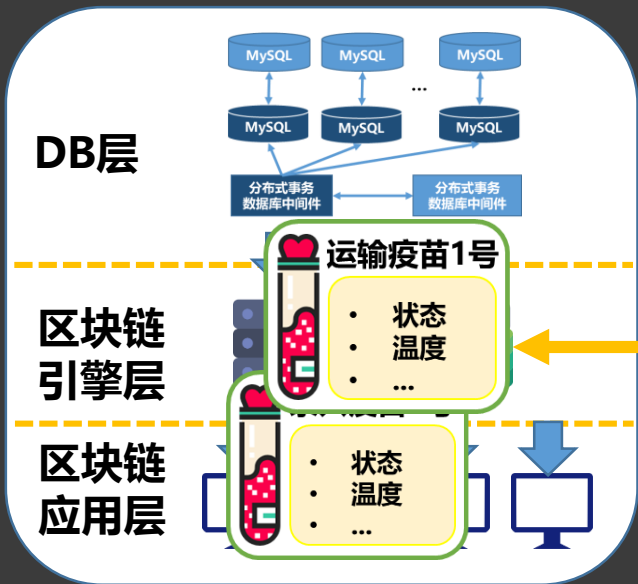 MySQL
MySQL
MySQL
...
MySQL
MySQL
MySQL
DB层
分布式事务
数据库中间件
分布式事务
数据库中间件
运输疫苗1号
• 状态
• 温度
• ...
区块链
引擎层
区块链
应用层
• 状态
• 温度
• ...